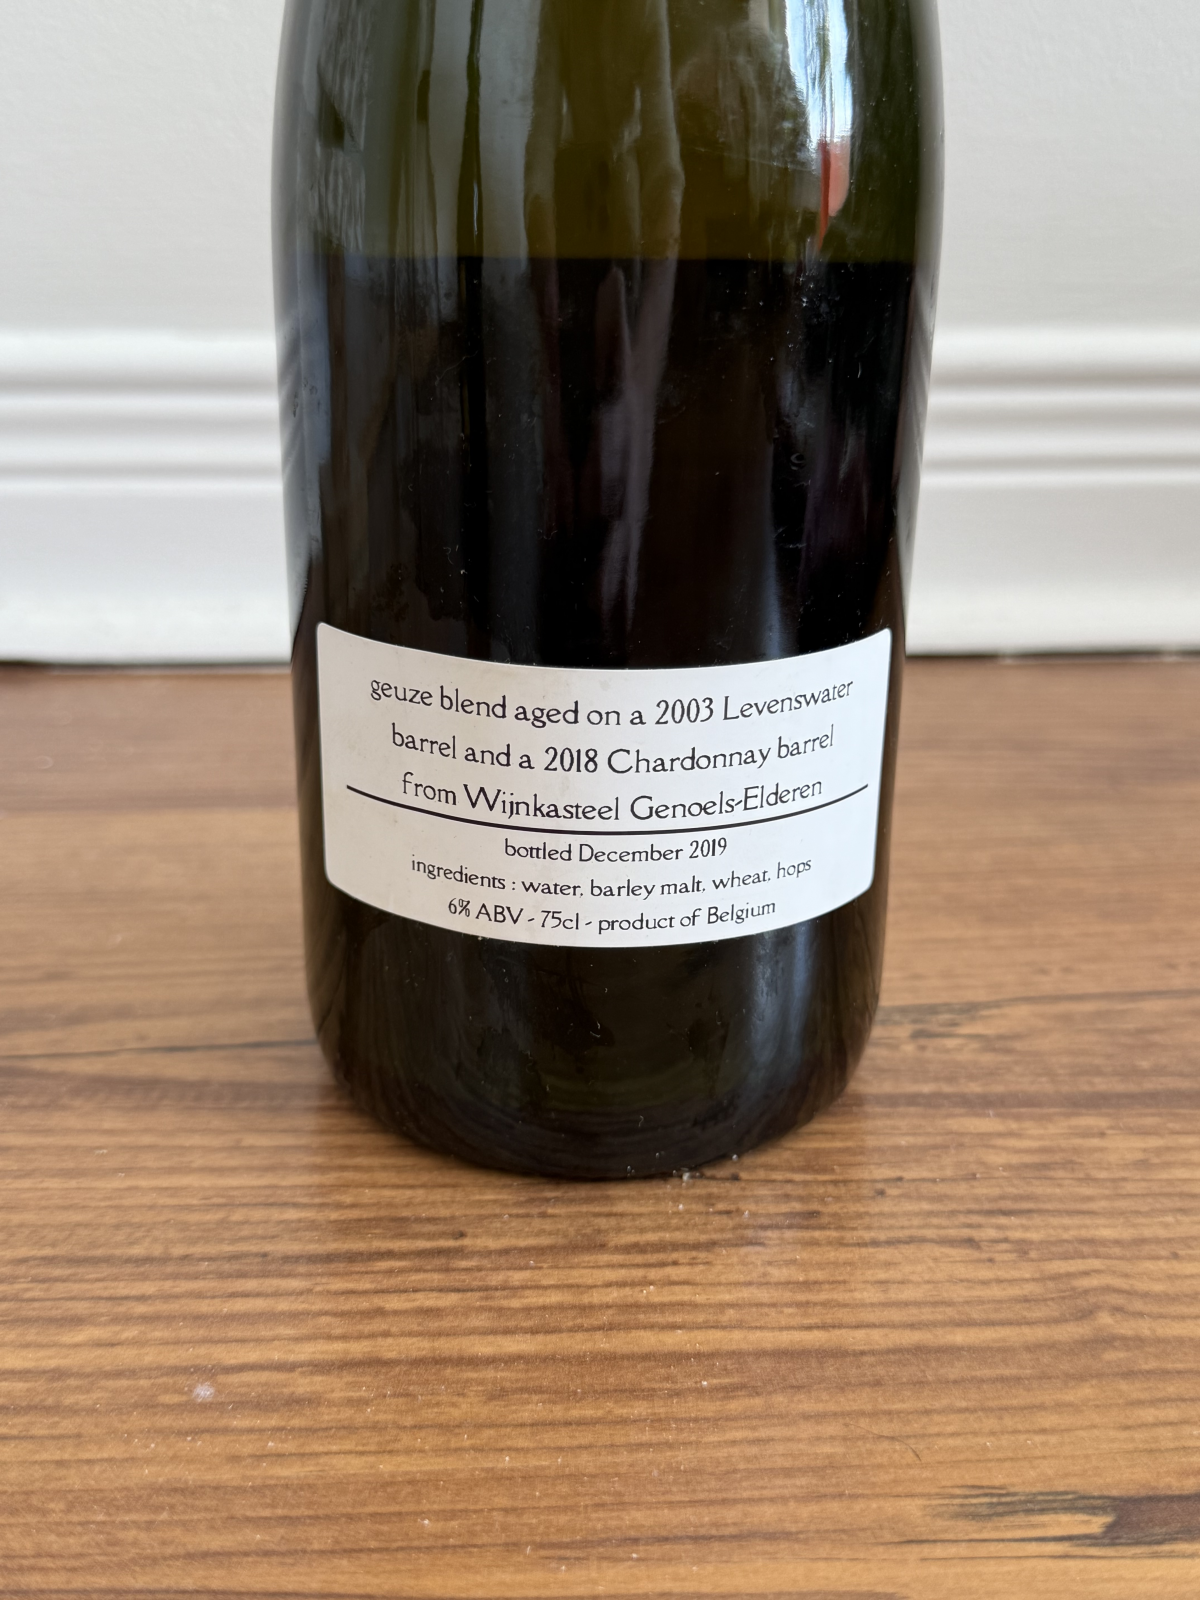 geuze blend aged on a 2003 Levenswater
barrel and a 2018 Chardonnay barrel
from Wijnkasteel Genoels-Elderen
bottled December 2019
ingredients : water, barley malt, wheat, hops
6% ABV - 75cl - product of Belgium